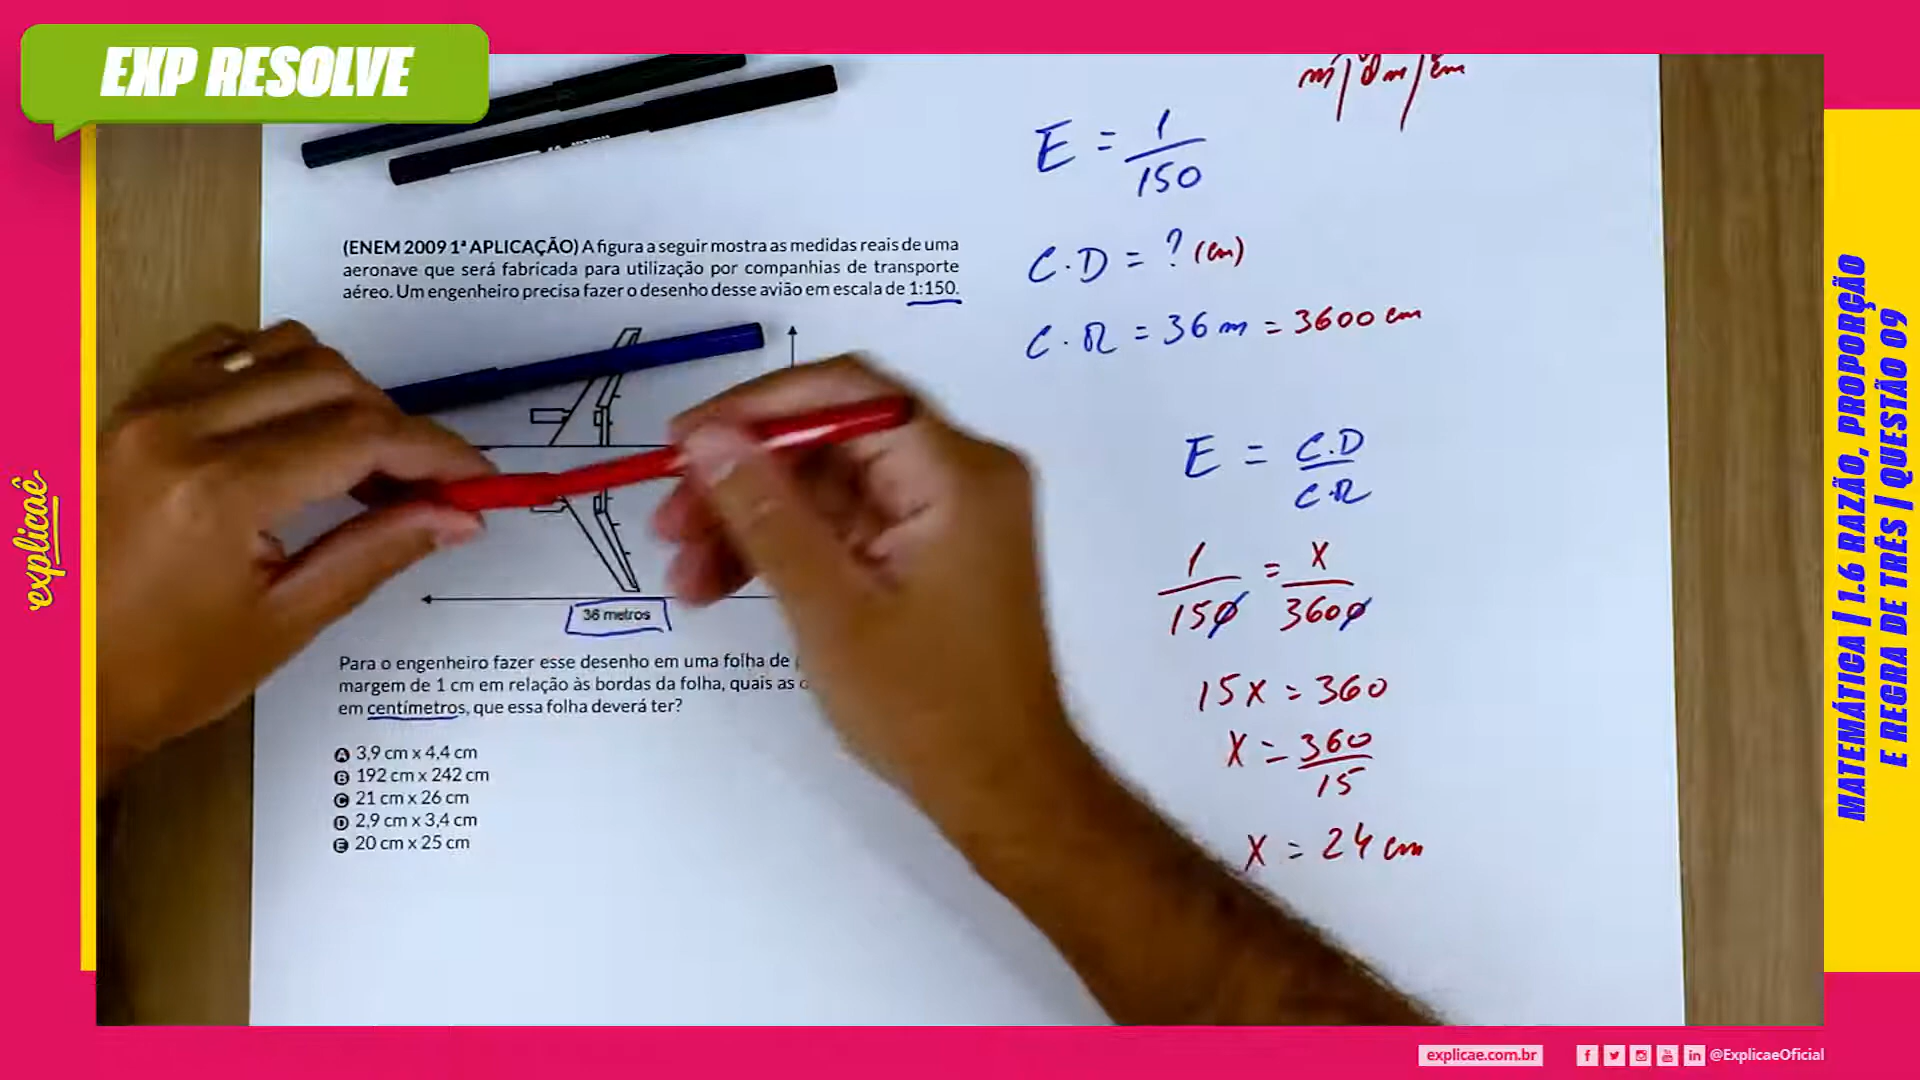 EXP RESOLVE
(ENEM 2009 1ª APLICAÇÃO) A figura a seguir mostra as medidas reais de uma
aeronave que será fabricada para utilização por companhias de transporte
aéreo. Um engenheiro precisa fazer o desenho desse avião em escala de 1:150.
36 metros
Para o engenheiro fazer esse desenho em uma folha de
margem de 1 cm em relação às bordas da folha, quais as
em centímetros, que essa folha deverá ter?
A 3,9 cm x 4,4 cm
B 192 cm x 242 cm
C 21 cm x 26 cm
D 2,9 cm x 3,4 cm
E 20 cm x 25 cm
m/dm/cm
E = 1/150
C.D = ? (cm)
C.R = 36 m = 3600 cm
E = C.D/C.R
1/150 = X/3600
15X = 360
X = 360/15
X = 24 cm
explicaê
MATEMÁTICA | 1.6 RAZÃO, PROPORÇÃO
E REGRA DE TRÊS | QUESTÃO 09
explicae.com.br
@ExplicaeOficial